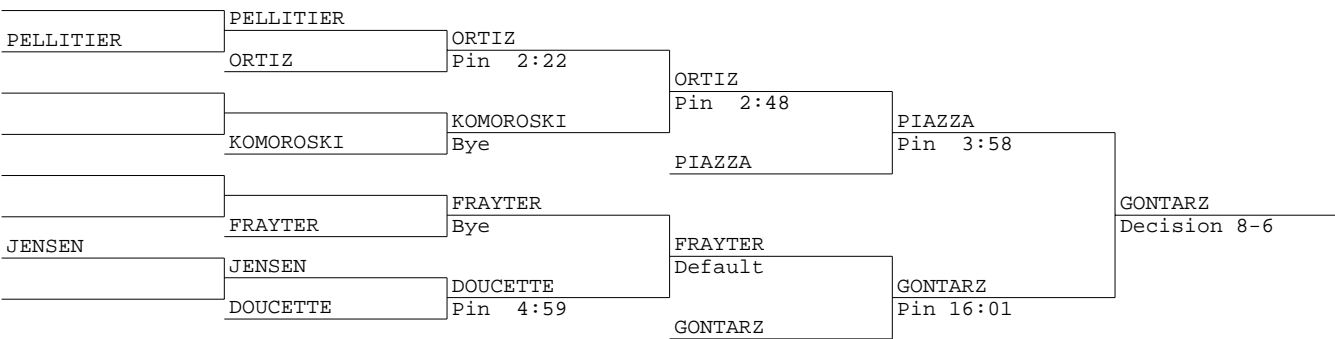 PELLITIER
PELLITIER
ORTIZ
ORTIZ
Pin 2:22
KOMOROSKI
KOMOROSKI
Bye
ORTIZ
Pin 2:48
PIAZZA
PIAZZA
Pin 3:58
FRAYTER
FRAYTER
Bye
JENSEN
JENSEN
DOUCETTE
DOUCETTE
Pin 4:59
FRAYTER
Default
GONTARZ
GONTARZ
Pin 16:01
GONTARZ
Decision 8-6